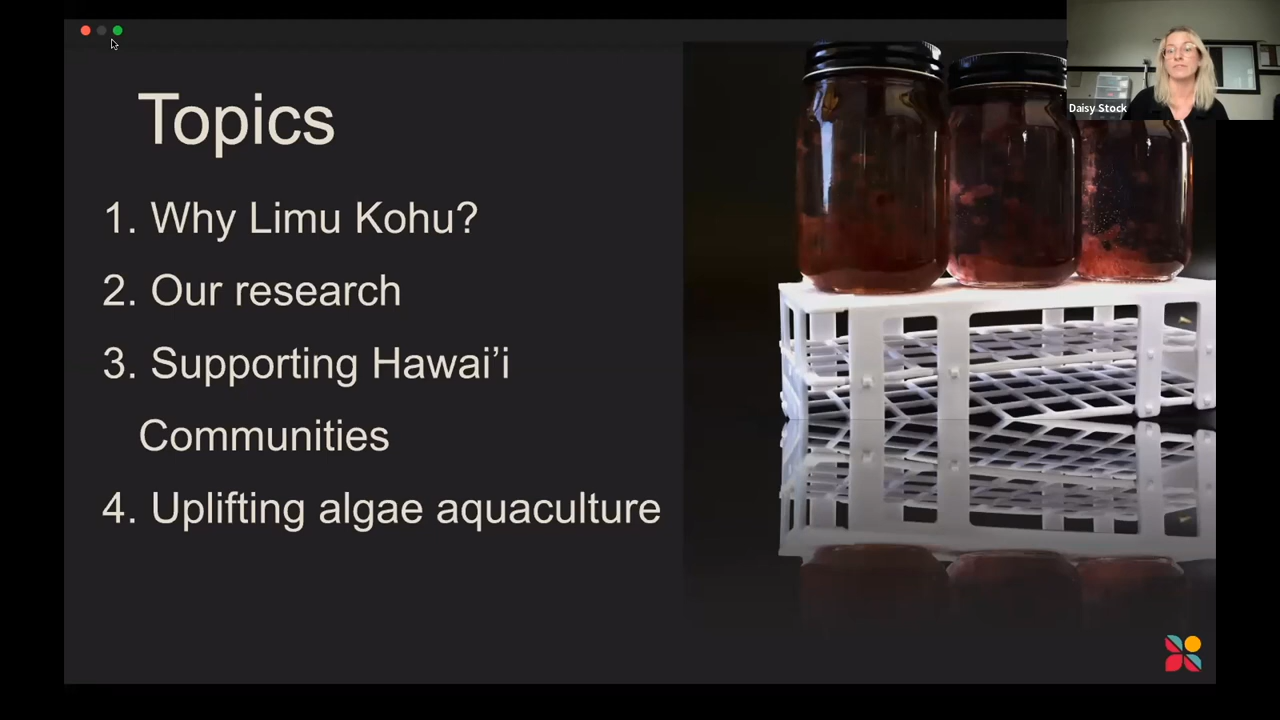 Topics
1. Why Limu Kohu?
2. Our research
3. Supporting Hawai’i
Communities
4. Uplifting algae aquaculture
Daisy Stock